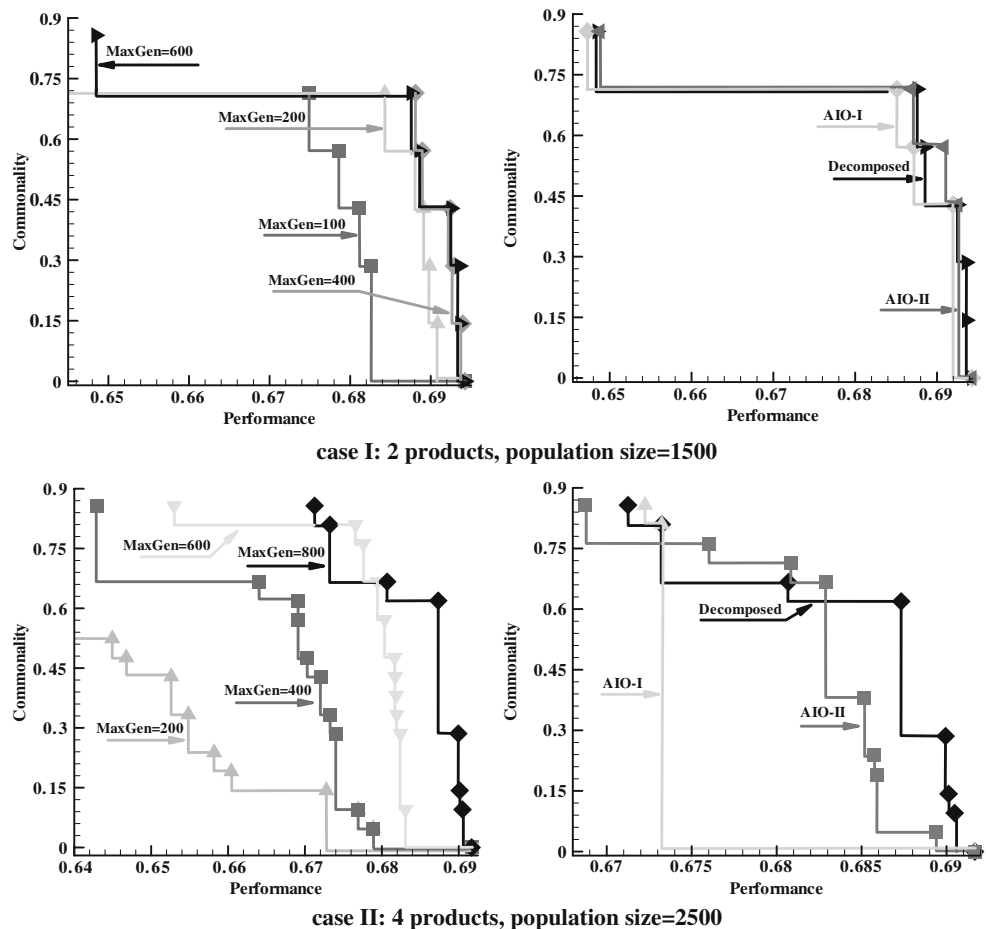 0.9
0.75
0.6
0.45
0.3
0.15
0
Commonality
MaxGen=600
MaxGen=200
MaxGen=100
MaxGen=400
0.65 0.66 0.67 0.68 0.69
Performance
0.9
0.75
0.6
0.45
0.3
0.15
0
Commonality
AIO-I
Decomposed
AIO-II
0.65 0.66 0.67 0.68 0.69
Performance
case I: 2 products, population size=1500
0.9
0.75
0.6
0.45
0.3
0.15
0
Commonality
MaxGen=600
MaxGen=800
MaxGen=400
MaxGen=200
0.64 0.65 0.66 0.67 0.68 0.69
Performance
0.9
0.75
0.6
0.45
0.3
0.15
0
Commonality
Decomposed
AIO-I
AIO-II
0.67 0.675 0.68 0.685 0.69
Performance
case II: 4 products, population size=2500